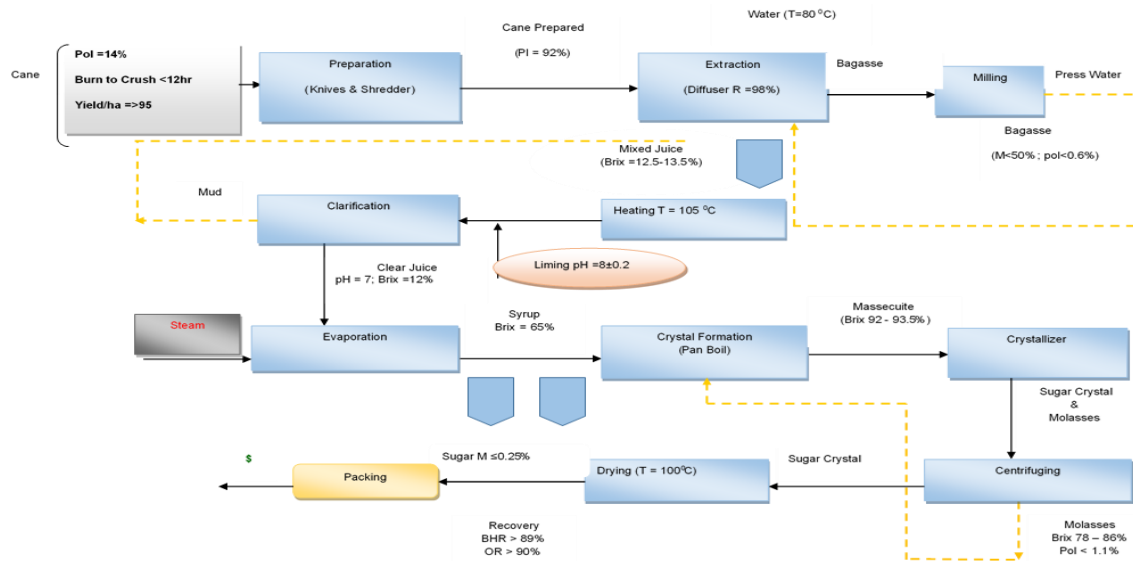 Water (T=80 ⁰C)
Cane Prepared
(PI = 92%)
Cane
Pol =14%
Burn to Crush <12hr
Yield/ha =>95
Preparation
(Knives & Shredder)
Extraction
(Diffuser R =98%)
Bagasse
Milling
Press Water
Bagasse
(M<50% ; pol<0.6%)
Mixed Juice
(Brix =12.5-13.5%)
Mud
Clarification
Heating T = 105 ⁰C
Liming pH =8±0.2
Clear Juice
pH = 7; Brix =12%
Steam
Evaporation
Syrup
Brix = 65%
Crystal Formation
(Pan Boil)
Massecuite
(Brix 92 - 93.5%)
Crystallizer
Sugar Crystal
&
Molasses
$
Packing
Sugar M ≤0.25%
Drying (T = 100⁰C)
Sugar Crystal
Centrifuging
Recovery
BHR > 89%
OR > 90%
Molasses
Brix 78 – 86%
Pol < 1.1%